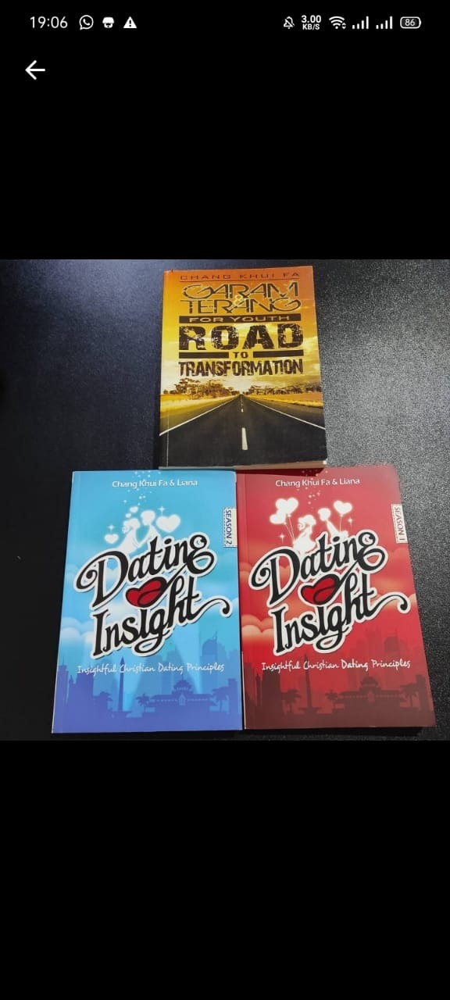 19:06
3.00
KB/S
86
CHANG KHUI FA
GARAM
&
TERANG
FOR YOUTH
ROAD
TO
TRANSFORMATION
Chang Khui Fa & Liana
SEASON 2
Dating
Insight
Insightful Christian Dating Principles
Chang Khui Fa & Liana
SEASON 1
Dating
Insight
Insightful Christian Dating Principles